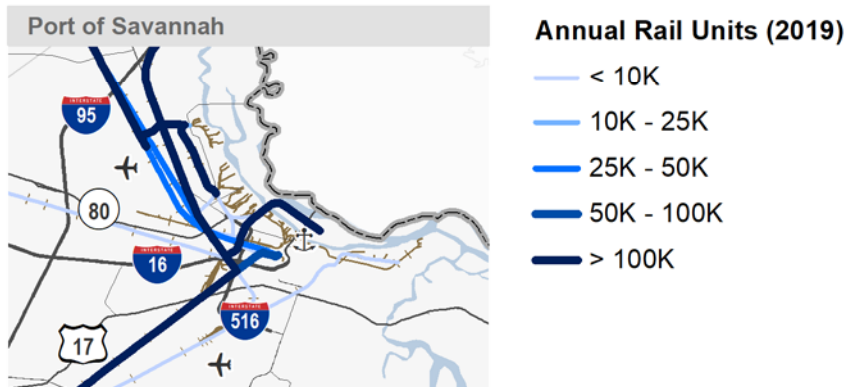 Port of Savannah
Annual Rail Units (2019)
< 10K
10K - 25K
25K - 50K
50K - 100K
> 100K
INTERSTATE
95
80
INTERSTATE
16
INTERSTATE
516
17